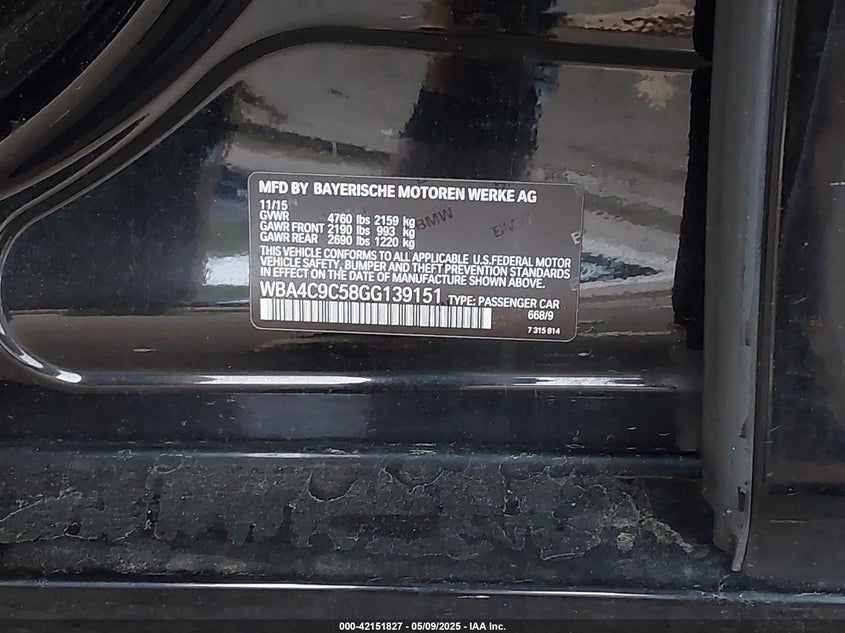 MFD BY BAYERISCHE MOTOREN WERKE AG
11/15
GVWR 4760 lbs 2159 kg
GAWR FRONT 2190 lbs 993 kg
GAWR REAR 2690 lbs 1220 kg
BMW
THIS VEHICLE CONFORMS TO ALL APPLICABLE U.S.FEDERAL MOTOR
VEHICLE SAFETY, BUMPER AND THEFT PREVENTION STANDARDS
IN EFFECT ON THE DATE OF MANUFACTURE SHOWN ABOVE.
WBA4C9C58GG139151 TYPE: PASSENGER CAR
668/9
7 315 814
000-42151827 - 05/09/2025 - IAA Inc.